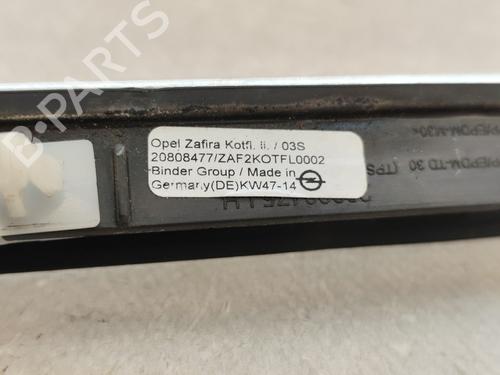 B-PARTS
Opel Zafira Kotfl. li. / 03S
20808477/ZAF2KOTFL0002
Binder Group / Made in
Germany(DE)KW47-14